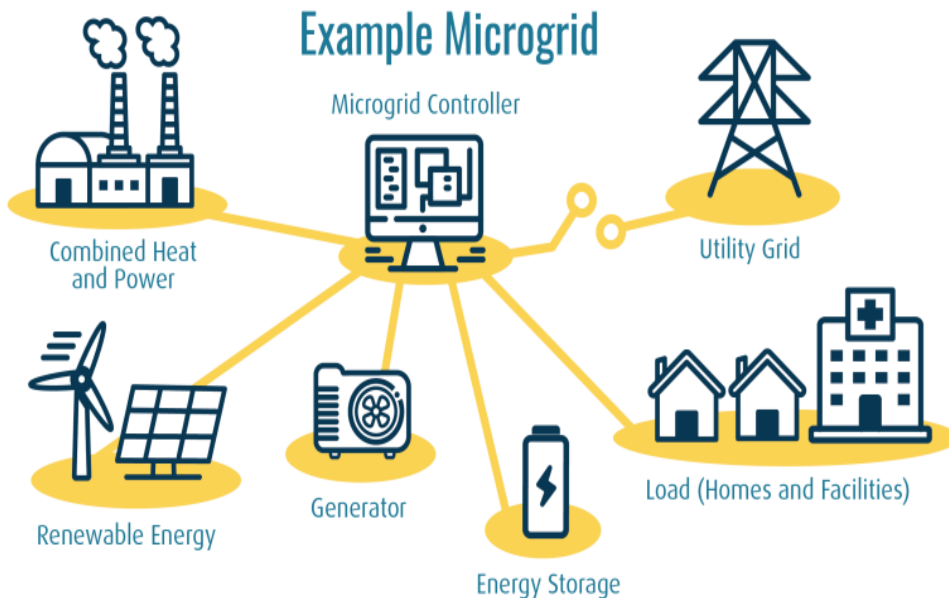 Example Microgrid
Microgrid Controller
Combined Heat
and Power
Utility Grid
Renewable Energy
Generator
Energy Storage
Load (Homes and Facilities)